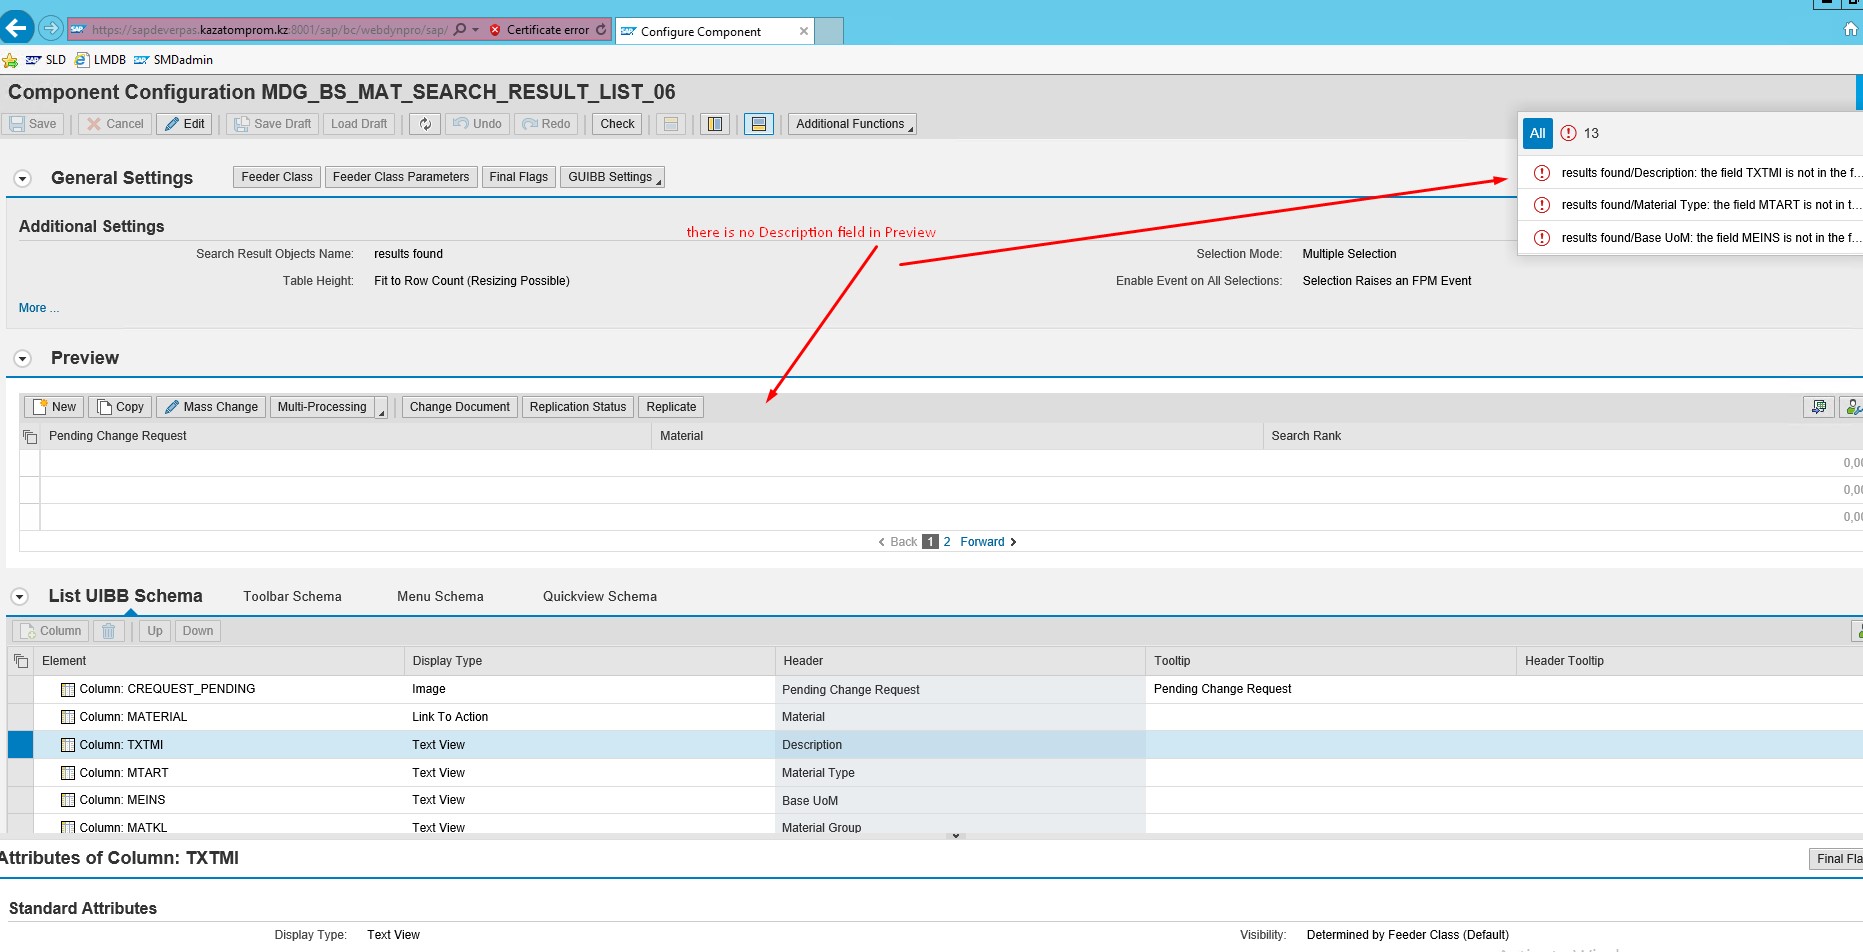 https://sapdeverpas.kazatomprom.kz:8001/sap/bc/webdynpro/sap/ Certificate error Configure Component
SLD LMDB SMDadmin
Component Configuration MDG_BS_MAT_SEARCH_RESULT_LIST_06
Save Cancel Edit Save Draft Load Draft Undo Redo Check Additional Functions
All 13
results found/Description: the field TXTMI is not in the f...
results found/Material Type: the field MTART is not in t...
results found/Base UoM: the field MEINS is not in the f...
General Settings Feeder Class Feeder Class Parameters Final Flags GUIBB Settings
Additional Settings
there is no Description field in Preview
Search Result Objects Name: results found Selection Mode: Multiple Selection
Table Height: Fit to Row Count (Resizing Possible) Enable Event on All Selections: Selection Raises an FPM Event
More ...
Preview
New Copy Mass Change Multi-Processing Change Document Replication Status Replicate
Pending Change Request Material Search Rank
0,00
0,00
0,00
Back 1 2 Forward
List UIBB Schema Toolbar Schema Menu Schema Quickview Schema
Column Up Down
Element Display Type Header Tooltip Header Tooltip
Column: CREQUEST_PENDING Image Pending Change Request Pending Change Request
Column: MATERIAL Link To Action Material
Column: TXTMI Text View Description
Column: MTART Text View Material Type
Column: MEINS Text View Base UoM
Column: MATKL Text View Material Group
Attributes of Column: TXTMI Final Fla
Standard Attributes
Display Type: Text View Visibility: Determined by Feeder Class (Default)